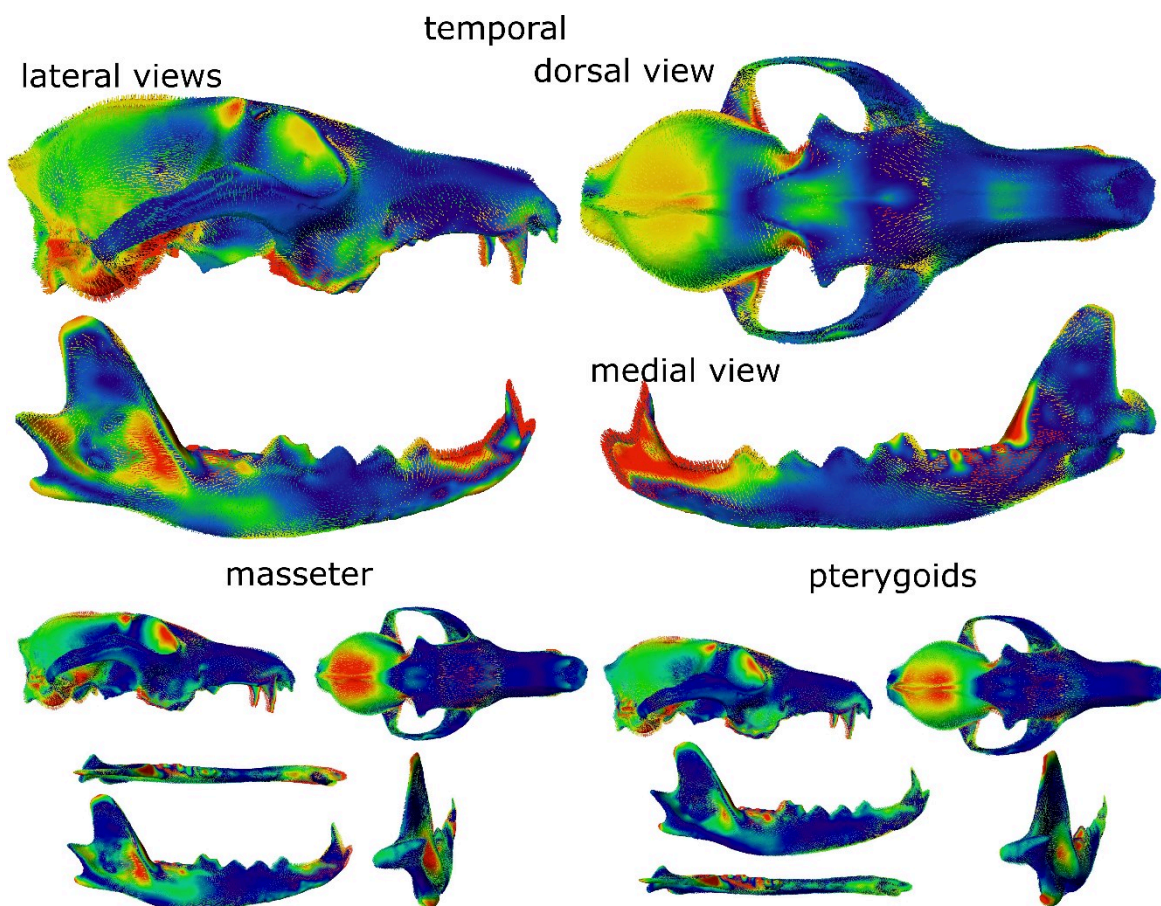 temporal
lateral views
dorsal view
medial view
masseter
pterygoids